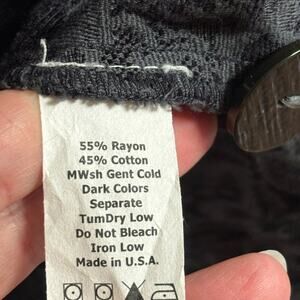 55% Rayon
45% Cotton
MWsh Gent Cold
Dark Colors
Separate
TumDry Low
Do Not Bleach
Iron Low
Made in U.S.A.